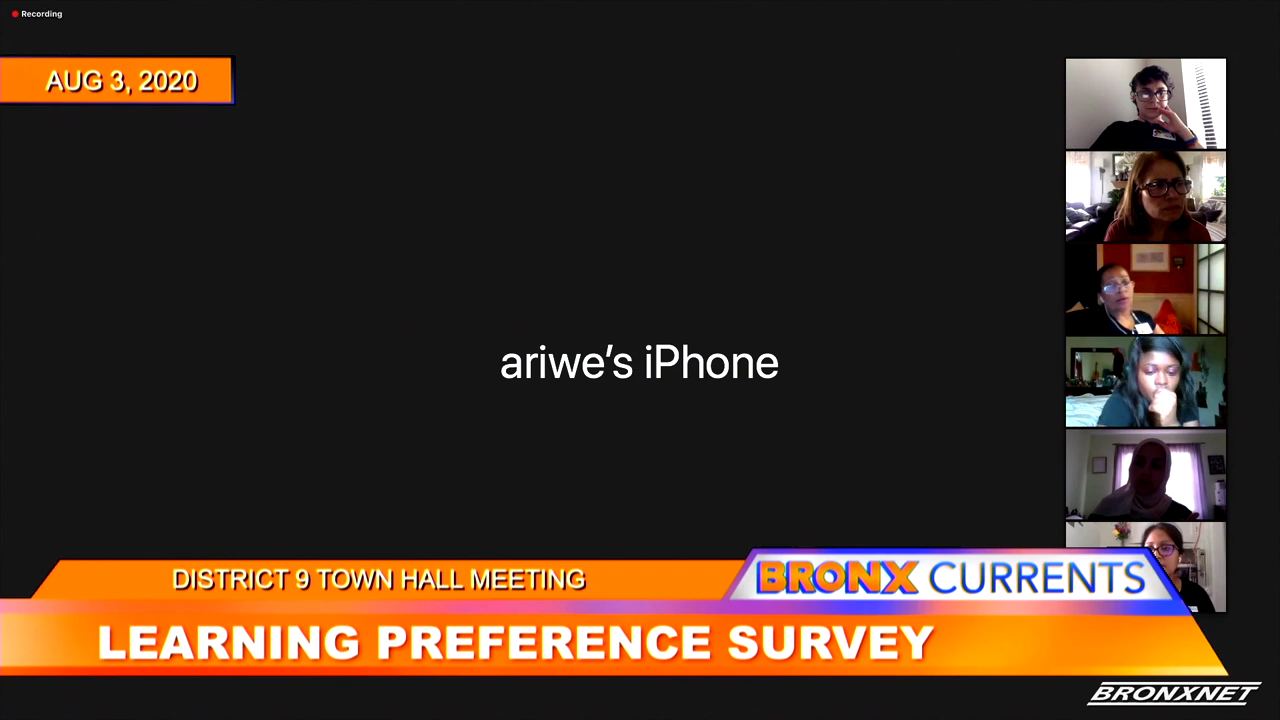 Recording
AUG 3, 2020
ariwe's iPhone
DISTRICT 9 TOWN HALL MEETING
BRONX CURRENTS
LEARNING PREFERENCE SURVEY
BRONXNET